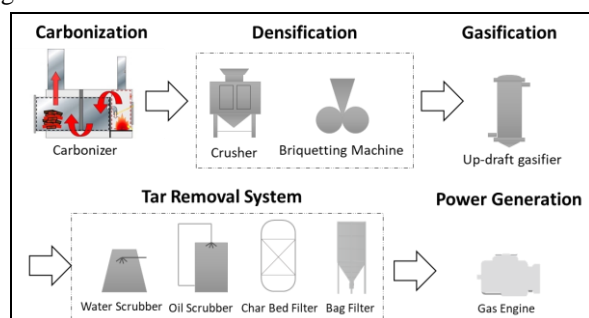 Carbonization Densification Gasification
Carbonizer
Crusher
Briquetting Machine
Up-draft gasifier
Tar Removal System Power Generation
Water Scrubber Oil Scrubber Char Bed Filter Bag Filter
Gas Engine